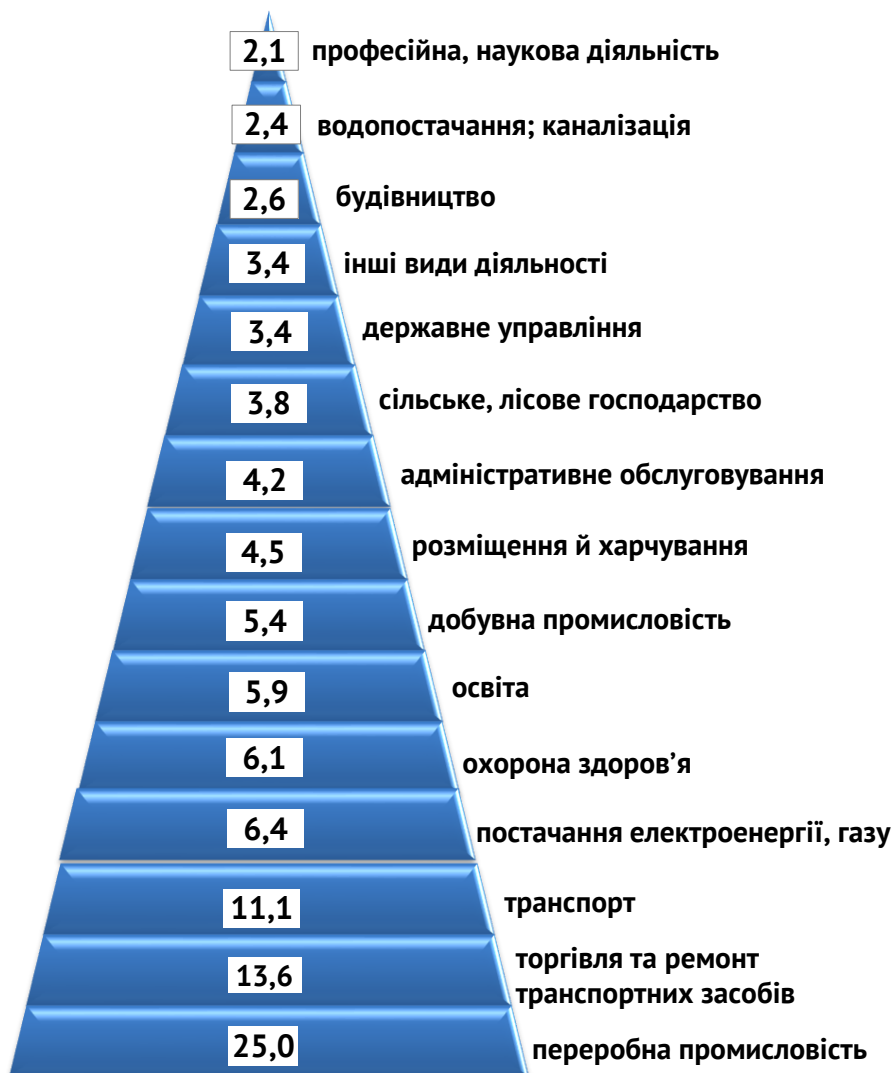 2,1 професійна, наукова діяльність
2,4 водопостачання; каналізація
2,6 будівництво
3,4 інші види діяльності
3,4 державне управління
3,8 сільське, лісове господарство
4,2 адміністративне обслуговування
4,5 розміщення й харчування
5,4 добувна промисловість
5,9 освіта
6,1 охорона здоров’я
6,4 постачання електроенергії, газу
11,1 транспорт
13,6 торгівля та ремонт
транспортних засобів
25,0 переробна промисловість